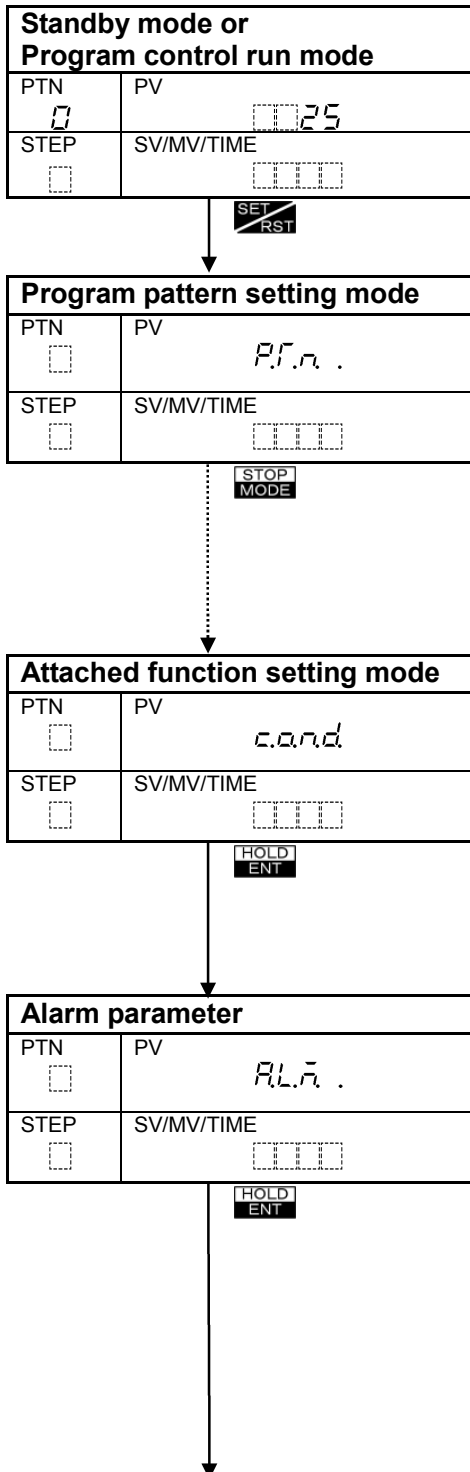 Standby mode or
Program control run mode
PTN PV
0 25
STEP SV/MV/TIME
SET
RST
Program pattern setting mode
PTN PV
P.T.n. .
STEP SV/MV/TIME
STOP
MODE
Attached function setting mode
PTN PV
c.o.n.d.
STEP SV/MV/TIME
HOLD
ENT
Alarm parameter
PTN PV
A.L.m. .
STEP SV/MV/TIME
HOLD
ENT